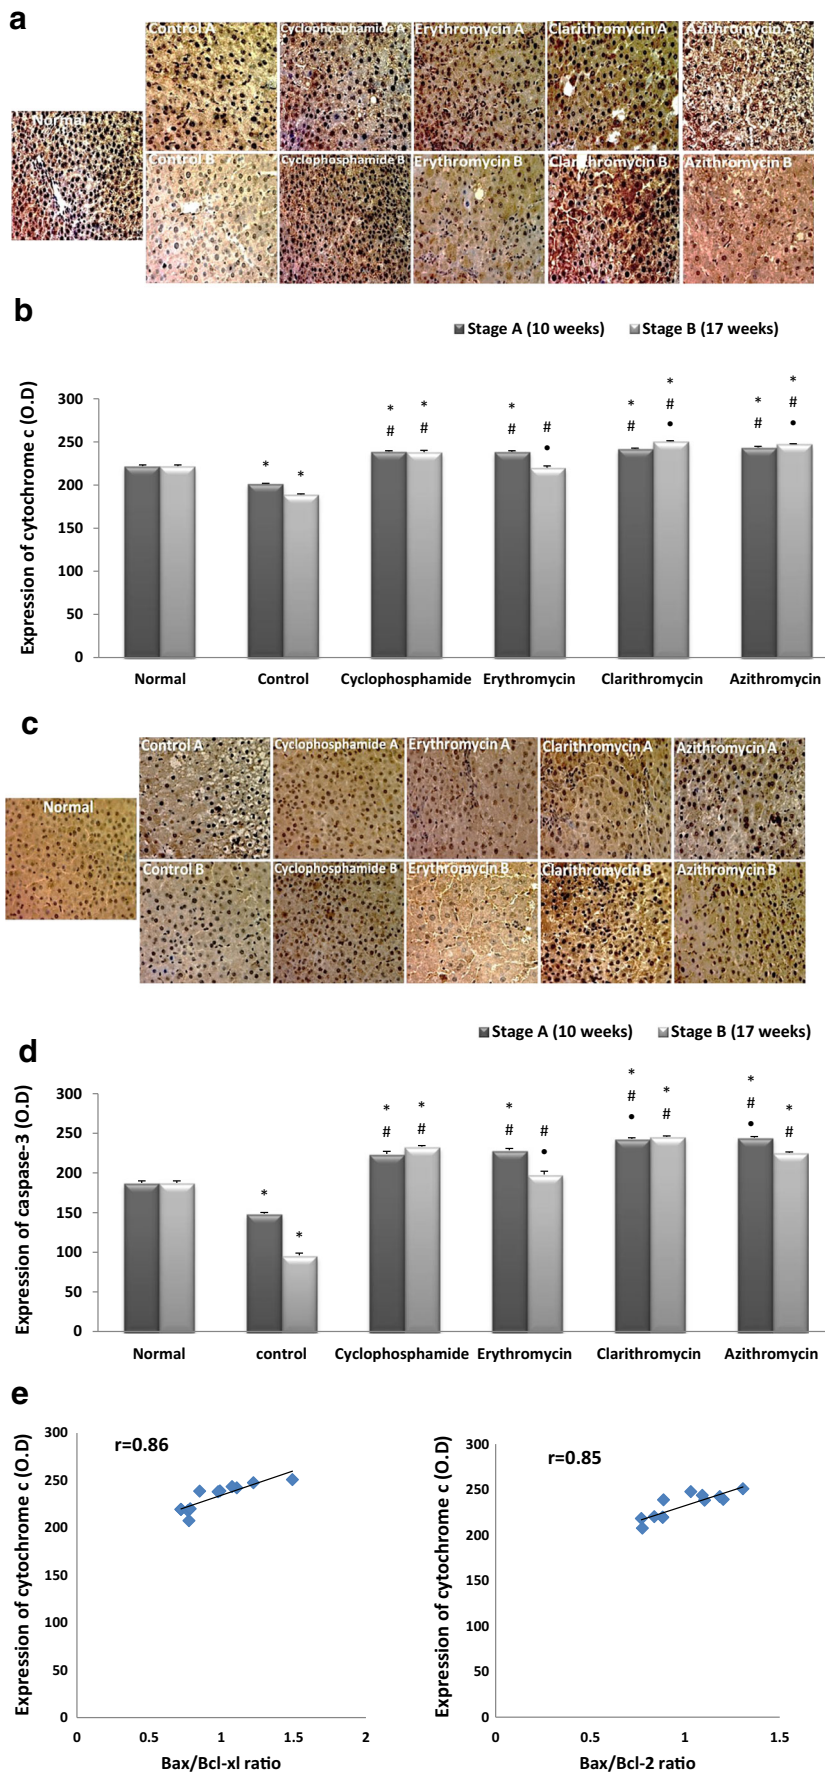 a
Control A
Cyclophosphamide A
Erythromycin A
Clarithromycin A
Azithromycin A
Normal
Control B
Cyclophosphamide B
Erythromycin B
Clarithromycin B
Azithromycin B
b
Stage A (10 weeks) Stage B (17 weeks)
Expression of cytochrome c (O.D)
300
250
200
150
100
50
0
* * * * * * * * *
# # # # # # # #
• • •
Normal Control Cyclophosphamide Erythromycin Clarithromycin Azithromycin
c
Control A
Cyclophosphamide A
Erythromycin A
Clarithromycin A
Azithromycin A
Normal
Control B
Cyclophosphamide B
Erythromycin B
Clarithromycin B
Azithromycin B
d
Stage A (10 weeks) Stage B (17 weeks)
Expression of caspase-3 (O.D)
300
250
200
150
100
50
0
* * * * * * * * *
# # # # # # # #
• • •
Normal control Cyclophosphamide Erythromycin Clarithromycin Azithromycin
e
Expression of cytochrome c (O.D)
r=0.86
300
250
200
150
100
50
0
0 0.5 1 1.5 2
Bax/Bcl-xl ratio
Expression of cytochrome c (O.D)
r=0.85
300
250
200
150
100
50
0
0 0.5 1 1.5
Bax/Bcl-2 ratio